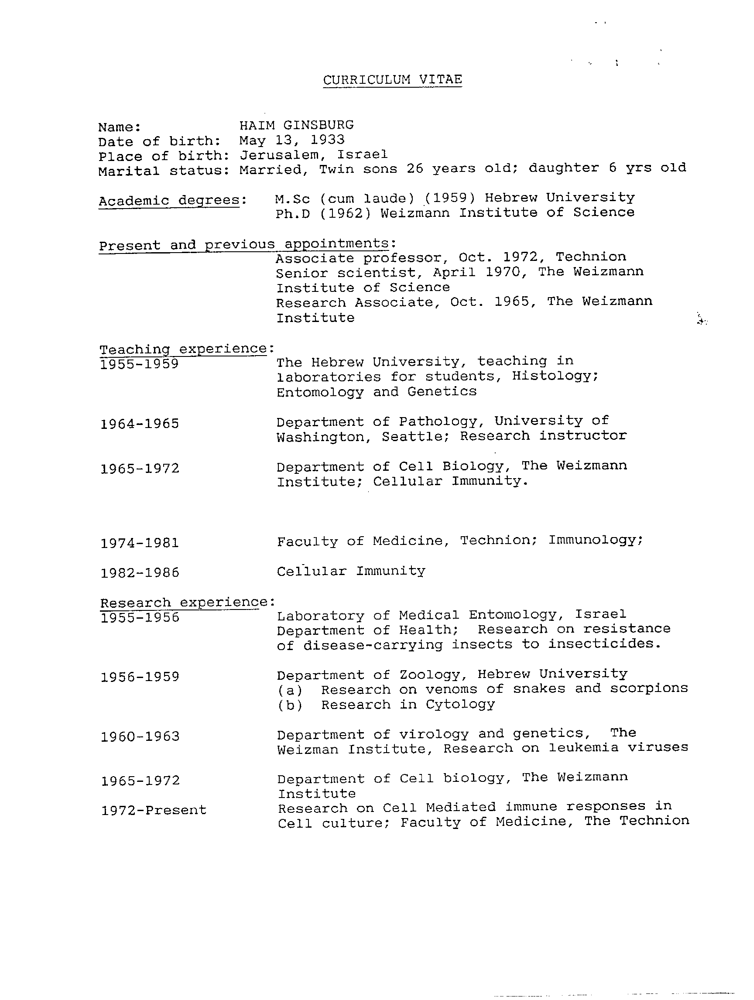 CURRICULUM VITAE
Name: HAIM GINSBURG
Date of birth: May 13, 1933
Place of birth: Jerusalem, Israel
Marital status: Married, Twin sons 26 years old; daughter 6 yrs old
Academic degrees: M.Sc (cum laude) (1959) Hebrew University
Ph.D (1962) Weizmann Institute of Science
Present and previous appointments:
Associate professor, Oct. 1972, Technion
Senior scientist, April 1970, The Weizmann
Institute of Science
Research Associate, Oct. 1965, The Weizmann
Institute
Teaching experience:
1955-1959 The Hebrew University, teaching in
laboratories for students, Histology;
Entomology and Genetics
1964-1965 Department of Pathology, University of
Washington, Seattle; Research instructor
1965-1972 Department of Cell Biology, The Weizmann
Institute; Cellular Immunity.
1974-1981 Faculty of Medicine, Technion; Immunology;
1982-1986 Cellular Immunity
Research experience:
1955-1956 Laboratory of Medical Entomology, Israel
Department of Health; Research on resistance
of disease-carrying insects to insecticides.
1956-1959 Department of Zoology, Hebrew University
(a) Research on venoms of snakes and scorpions
(b) Research in Cytology
1960-1963 Department of virology and genetics, The
Weizman Institute, Research on leukemia viruses
1965-1972 Department of Cell biology, The Weizmann
Institute
1972-Present Research on Cell Mediated immune responses in
Cell culture; Faculty of Medicine, The Technion